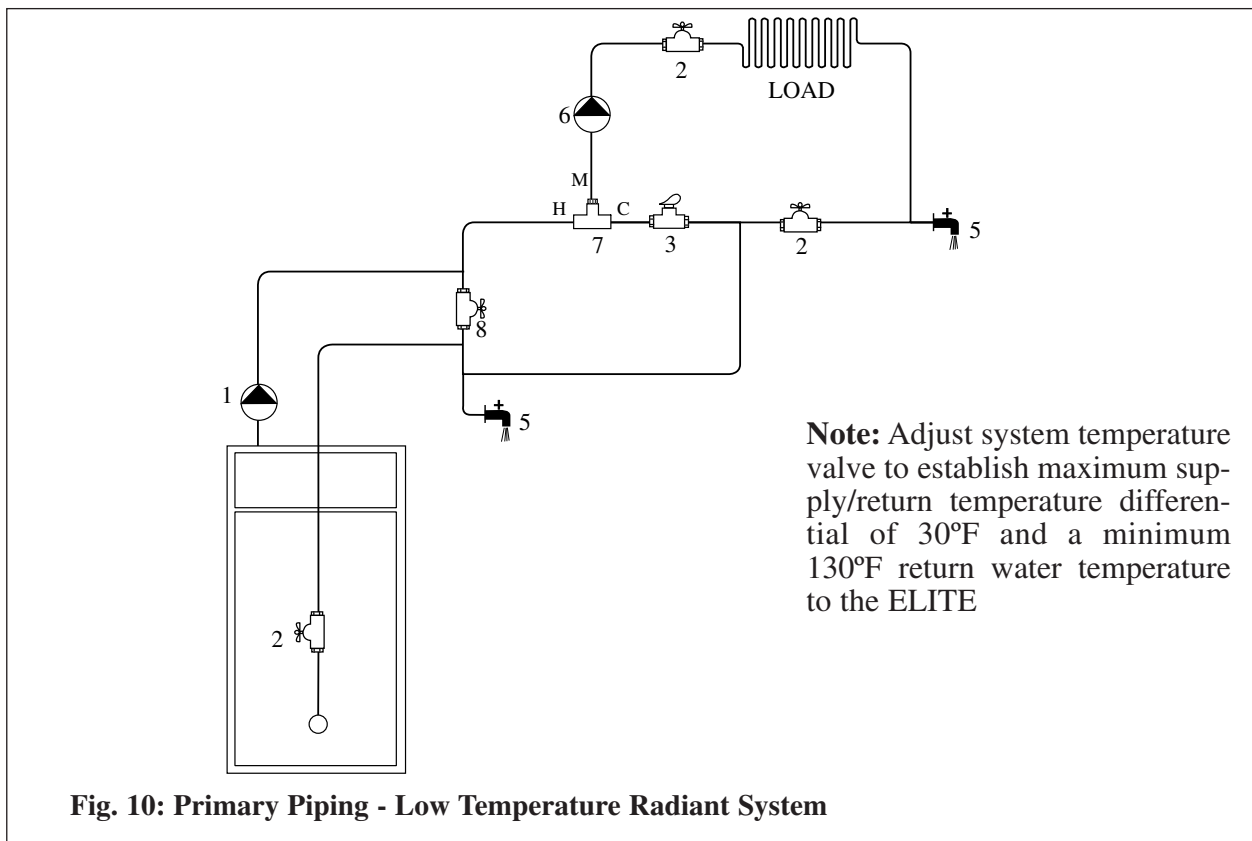 2
LOAD
6
M
H
C
7
3
2
5
8
1
5
2
Note: Adjust system temperature
valve to establish maximum sup-
ply/return temperature differen-
tial of 30ºF and a minimum
130ºF return water temperature
to the ELITE
Fig. 10: Primary Piping - Low Temperature Radiant System